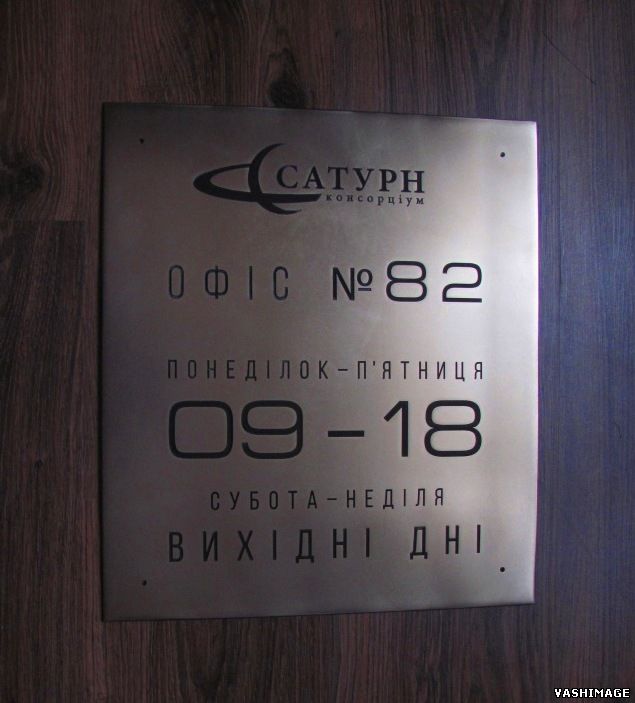 САТУРН
консорціум
ОФІС №82
ПОНЕДІЛОК–П'ЯТНИЦЯ
09–18
СУБОТА–НЕДІЛЯ
ВИХІДНІ ДНІ
VASHIMAGE